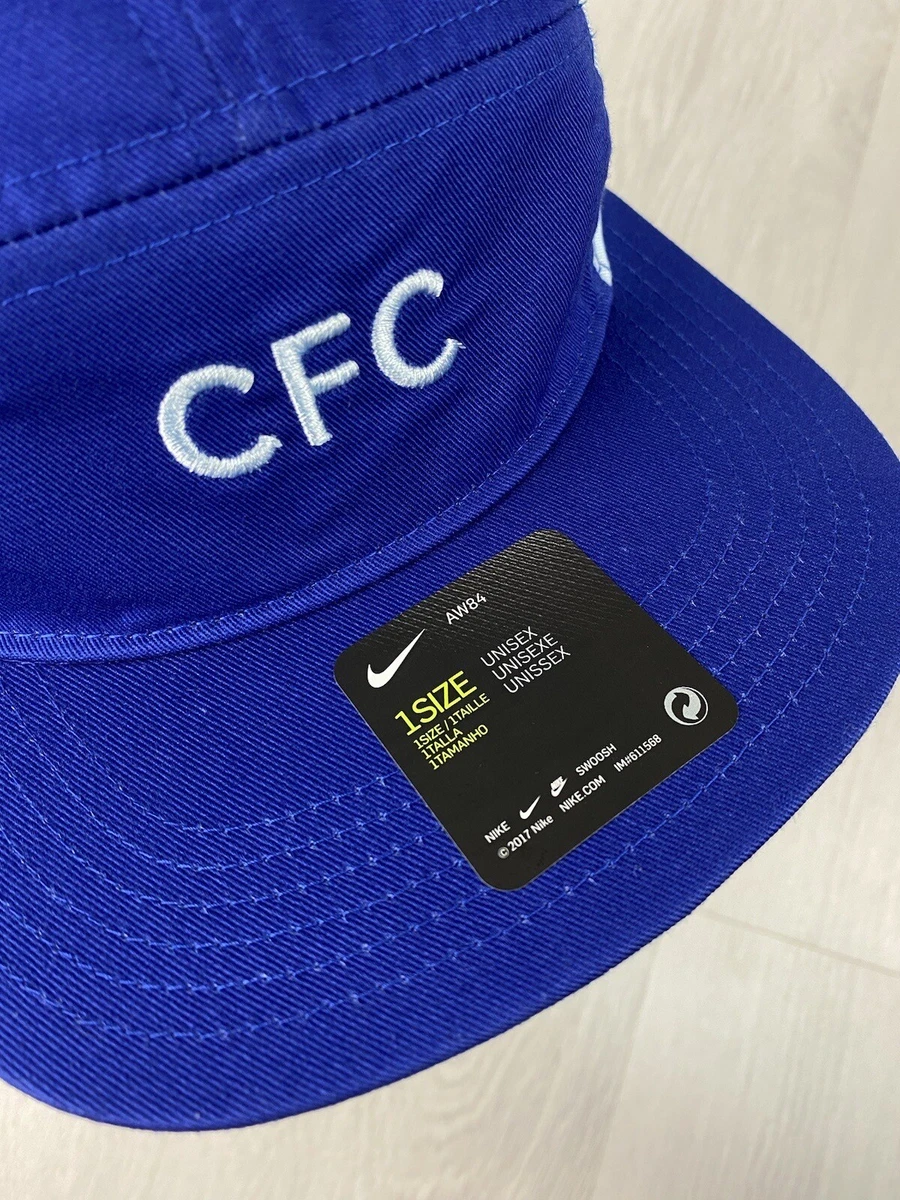 CFC
AW84
1SIZE
1SIZE / 1TAILLE
1TALLA
1TAMANHO
UNISEX
UNISEXE
UNISSEX
NIKE SWOOSH
© 2017 Nike NIKE.COM IM#611568